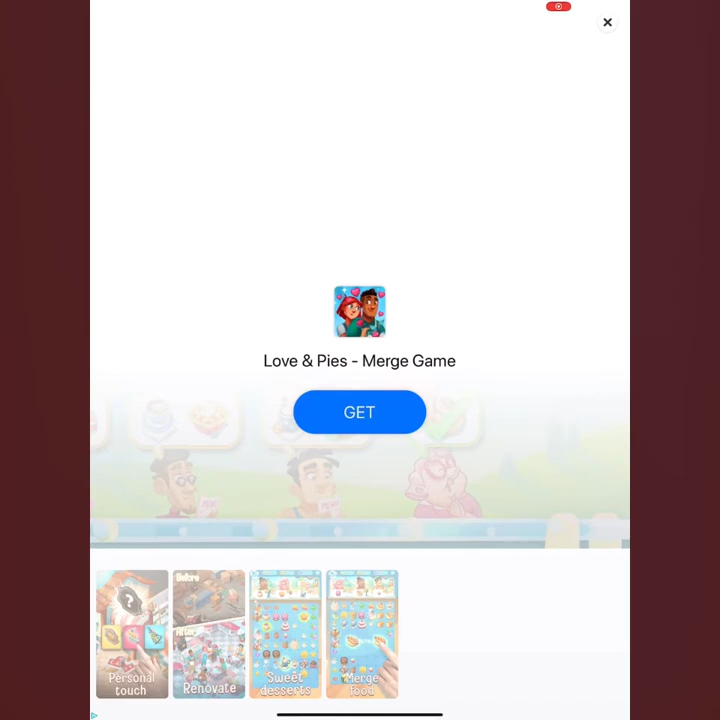 Love & Pies - Merge Game
GET
Personal
touch
Before
After
Renovate
Sweet
desserts
Merge
food